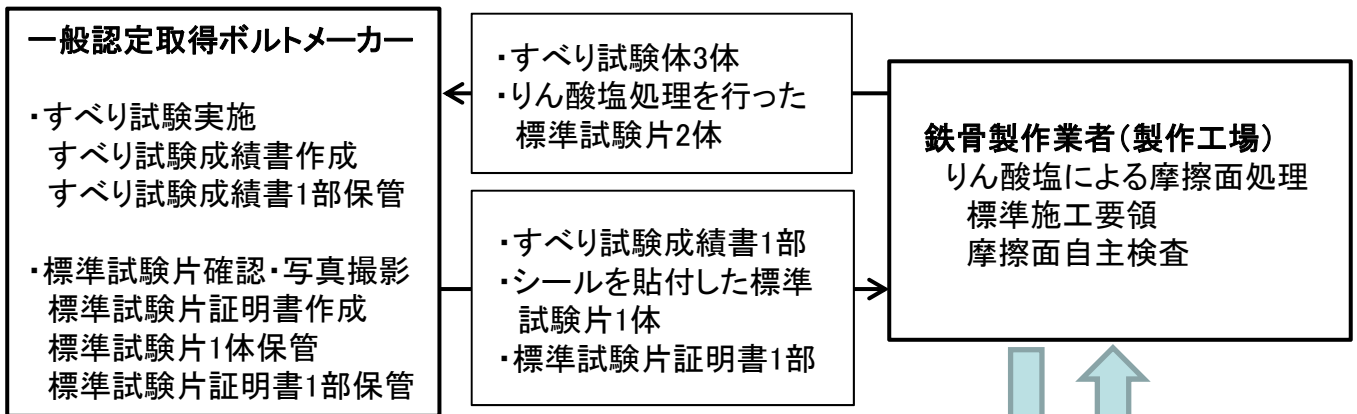 一般認定取得ボルトメーカー
・すべり試験実施
すべり試験成績書作成
すべり試験成績書1部保管
・標準試験片確認・写真撮影
標準試験片証明書作成
標準試験片1体保管
標準試験片証明書1部保管
・すべり試験体3体
・りん酸塩処理を行った
標準試験片2体
・すべり試験成績書1部
・シールを貼付した標準
試験片1体
・標準試験片証明書1部
鉄骨製作業者(製作工場)
りん酸塩による摩擦面処理
標準施工要領
摩擦面自主検査